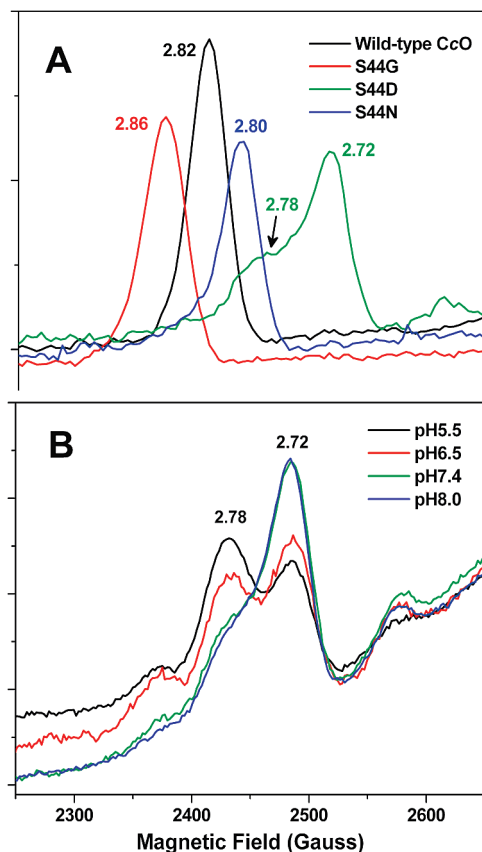 A
2.82
Wild-type CcO
S44G
S44D
S44N
2.86
2.80
2.72
2.78
B
2.72
pH5.5
pH6.5
pH7.4
pH8.0
2.78
2300 2400 2500 2600
Magnetic Field (Gauss)